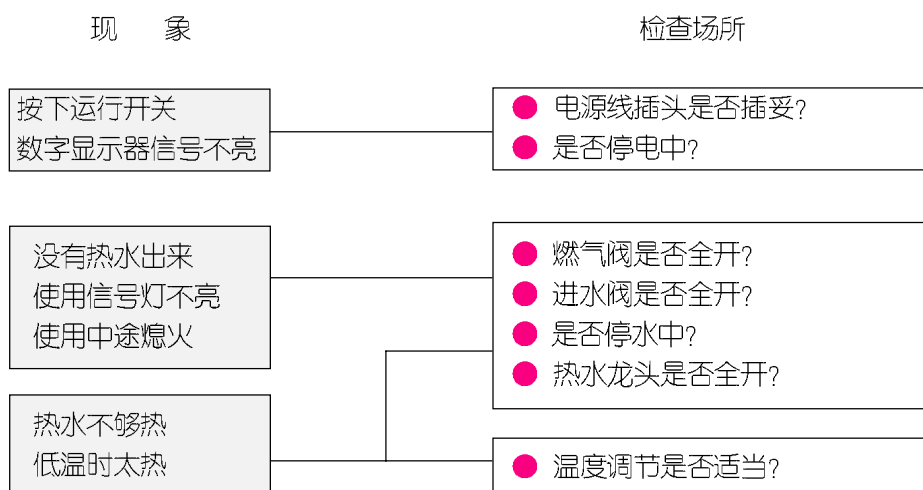 现象
检查场所
按下运行开关
数字显示器信号不亮
电源线插头是否插妥?
是否停电中?
没有热水出来
使用信号灯不亮
使用中途熄火
燃气阀是否全开?
进水阀是否全开?
是否停水中?
热水龙头是否全开?
热水不够热
低温时太热
温度调节是否适当?